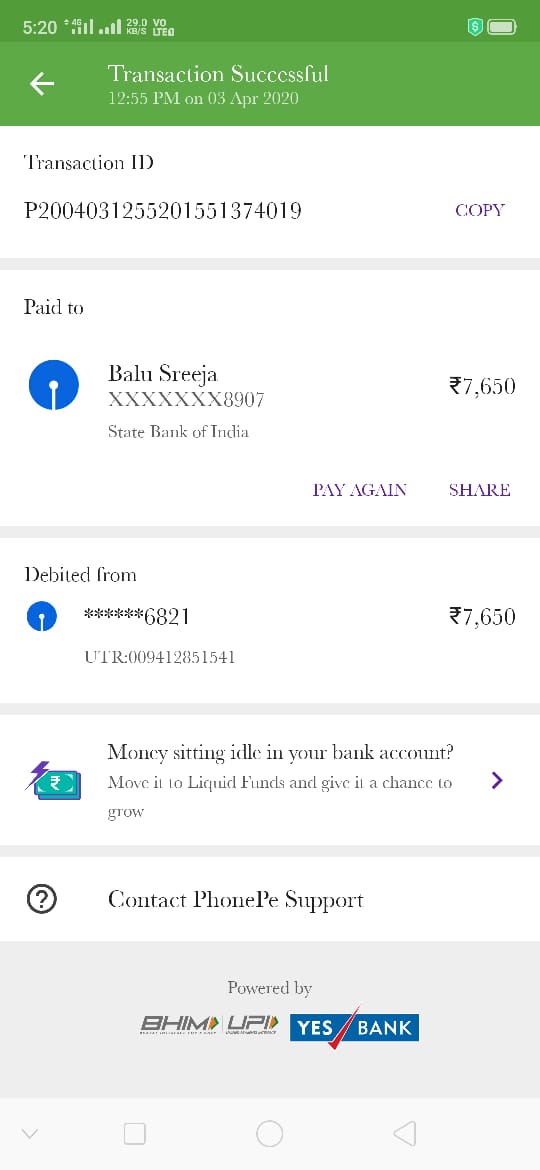 5:20 4G 29.0 KB/S VO LTE
Transaction Successful
12:55 PM on 03 Apr 2020
Transaction ID
P2004031255201551374019 COPY
Paid to
Balu Sreeja
XXXXXXX8907 ₹7,650
State Bank of India
PAY AGAIN SHARE
Debited from
******6821 ₹7,650
UTR:009412851541
Money sitting idle in your bank account?
Move it to Liquid Funds and give it a chance to
grow
Contact PhonePe Support
Powered by
BHIM UPI YES BANK